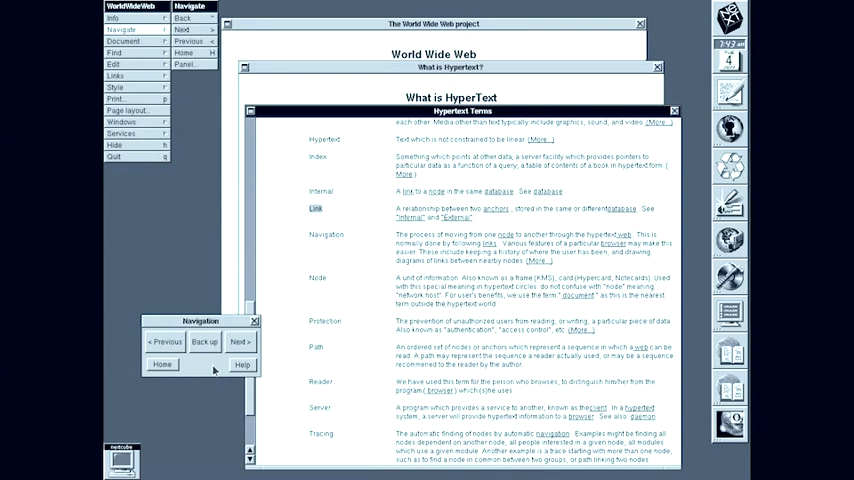 WorldWideWeb
Info
Navigate
Document
Find
Edit
Links
Style
Print... p
Page layout...
Windows
Services
Hide h
Quit q
Navigate
Back
Next >
Previous <
Home H
Panel...
The World Wide Web project
World Wide Web
What is Hypertext?
What is HyperText
Hypertext Terms
each other. Media other than text typically include graphics, sound, and video. (More...)
Hypertext Text which is not constrained to be linear. (More...)
Index Something which points at other data; a server facility which provides pointers to
particular data as a function of a query; a table of contents of a book in hypertext form. (
More )
Internal A link to a node in the same database . See database
Link A relationship between two anchors , stored in the same or different database . See
"Internal" and "External"
Navigation The process of moving from one node to another through the hypertext web . This is
normally done by following links . Various features of a particular browser may make this
easier. These include keeping a history of where the user has been, and drawing
diagrams of links between nearby nodes. (More...)
Node A unit of information. Also known as a frame (KMS), card (Hypercard, Notecards). Used
with this special meaning in hypertext circles: do not confuse with "node" meaning
"network host". For user's benefits, we use the term " document " as this is the nearest
term outside the hypertext world
Protection The prevention of unauthorized users from reading, or writing, a particular piece of data.
Also known as "authentication", "access control", etc. (More...)
Path An ordered set of nodes or anchors which represent a sequence in which a web can be
read. A path may represent the sequence a reader actually used, or may be a sequence
recommened to the reader by the author.
Reader We have used this term for the person who browses, to distinguish him/her from the
program ( browser ) which (s)he uses
Server A program which provides a service to another, known as the client . In a hypertext
system, a server will provide hypertext information to a browser . See also: daemon
Tracing The automatic finding of nodes by automatic navigation . Examples might be finding all
nodes dependent on another node, all people interested in a given node, all modules
which use a given module. Another example a trace starting with more than one node,
such as to find a node in common between two groups, or path linking two nodes
Navigation
< Previous Back up Next >
Home Help
7:43 AM
TUE
4
nextcube